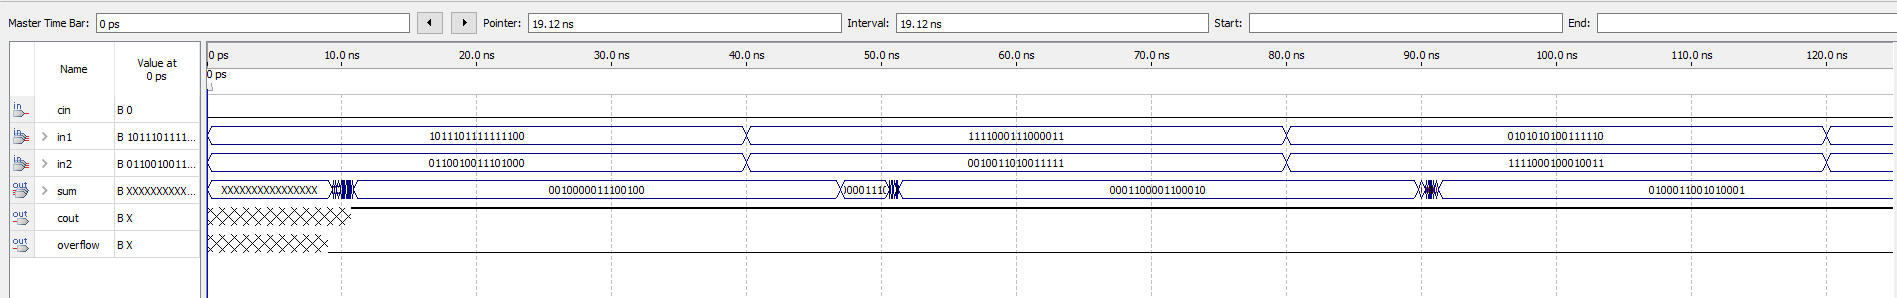 Master Time Bar: 0 ps Pointer: 19.12 ns Interval: 19.12 ns Start: End:
Name Value at 0 ps
0 ps 10.0 ns 20.0 ns 30.0 ns 40.0 ns 50.0 ns 60.0 ns 70.0 ns 80.0 ns 90.0 ns 100.0 ns 110.0 ns 120.0 ns
0 ps
in cin B 0
in in1 B 1011101111... 1011101111111100 1111000111000011 0101010100111110
in in2 B 0110010011... 0110010011101000 0010011010011111 1111000100010011
out sum B XXXXXXXXXX... XXXXXXXXXXXXXXXX 0010000011100100 0001100001100010 0100011001010001
out cout B X
out overflow B X